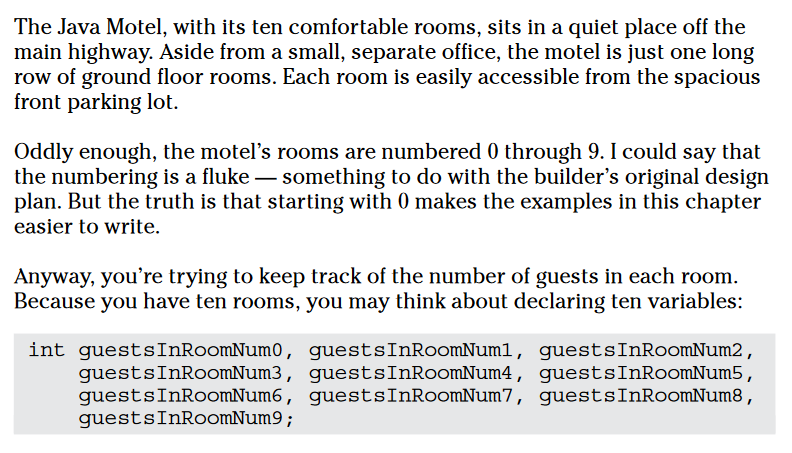 The Java Motel, with its ten comfortable rooms, sits in a quiet place off the
main highway. Aside from a small, separate office, the motel is just one long
row of ground floor rooms. Each room is easily accessible from the spacious
front parking lot.
Oddly enough, the motel’s rooms are numbered 0 through 9. I could say that
the numbering is a fluke — something to do with the builder’s original design
plan. But the truth is that starting with 0 makes the examples in this chapter
easier to write.
Anyway, you’re trying to keep track of the number of guests in each room.
Because you have ten rooms, you may think about declaring ten variables:
int guestsInRoomNum0, guestsInRoomNum1, guestsInRoomNum2,
guestsInRoomNum3, guestsInRoomNum4, guestsInRoomNum5,
guestsInRoomNum6, guestsInRoomNum7, guestsInRoomNum8,
guestsInRoomNum9;